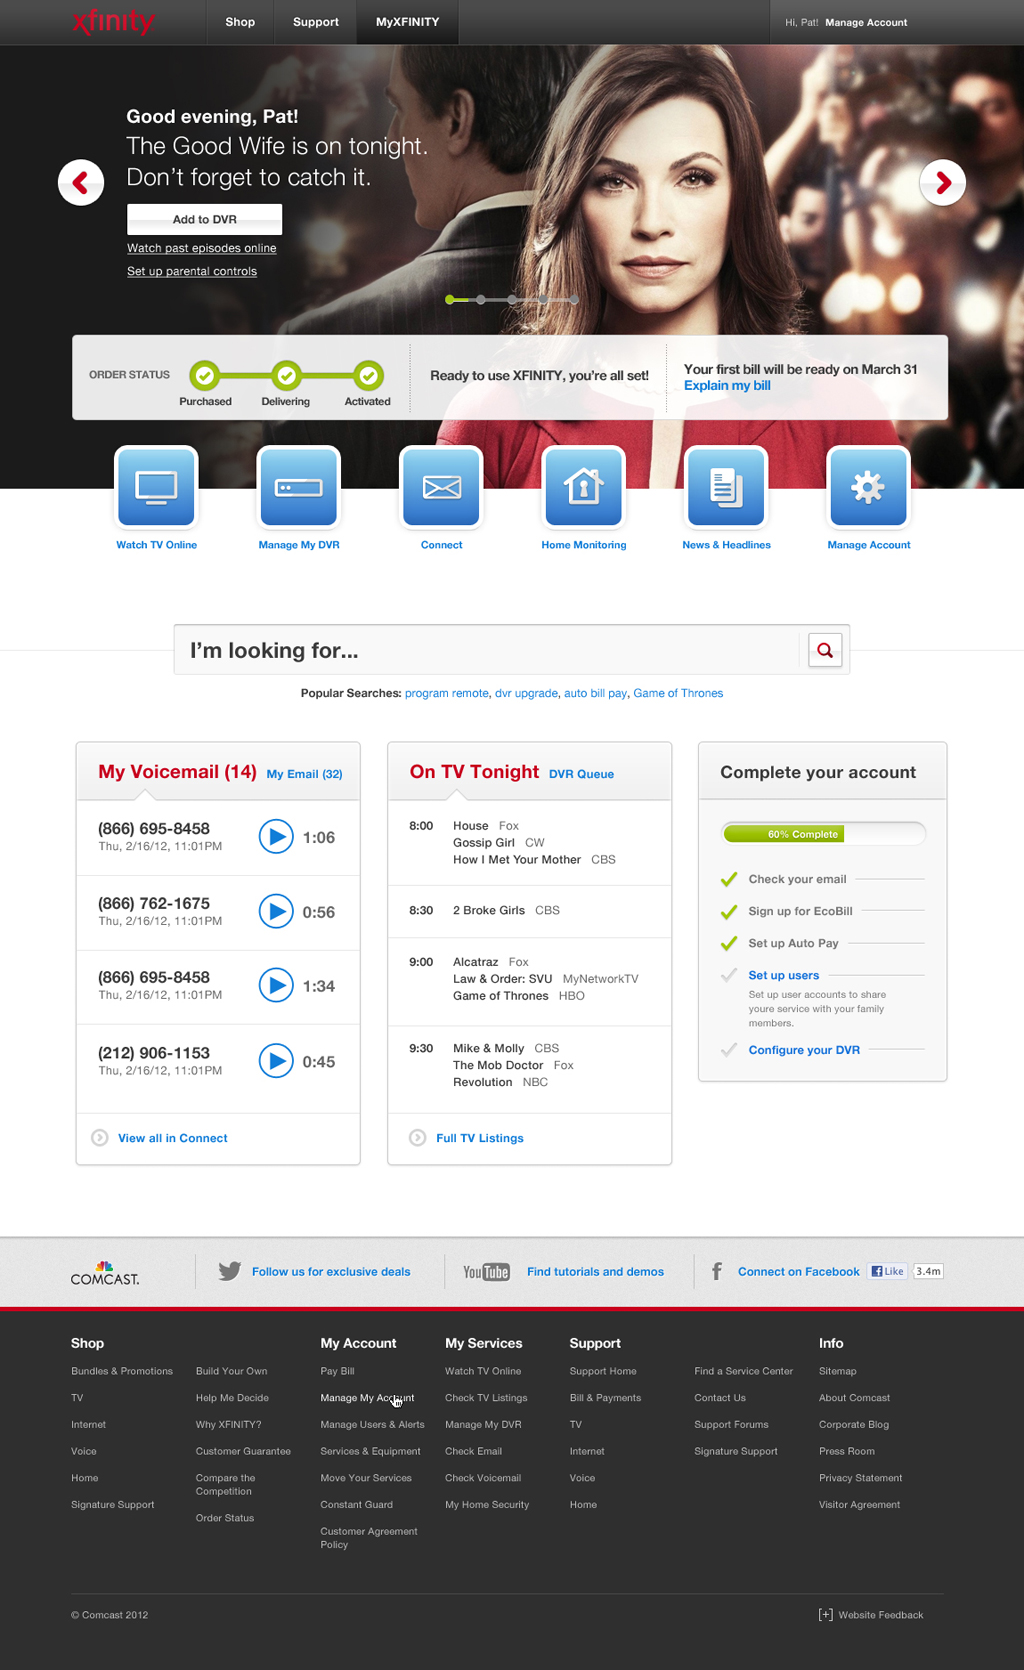 xfinity
Shop
Support
MyXFINITY
Hi, Pat! Manage Account
Good evening, Pat!
The Good Wife is on tonight.
Don't forget to catch it.
Add to DVR
Watch past episodes online
Set up parental controls
ORDER STATUS
Purchased
Delivering
Activated
Ready to use XFINITY, you're all set!
Your first bill will be ready on March 31
Explain my bill
Watch TV Online
Manage My DVR
Connect
Home Monitoring
News & Headlines
Manage Account
I'm looking for...
Popular Searches: program remote, dvr upgrade, auto bill pay, Game of Thrones
My Voicemail (14) My Email (32)
(866) 695-8458
Thu, 2/16/12, 11:01PM
1:06
(866) 762-1675
Thu, 2/16/12, 11:01PM
0:56
(866) 695-8458
Thu, 2/16/12, 11:01PM
1:34
(212) 906-1153
Thu, 2/16/12, 11:01PM
0:45
View all in Connect
On TV Tonight DVR Queue
8:00 House Fox
Gossip Girl CW
How I Met Your Mother CBS
8:30 2 Broke Girls CBS
9:00 Alcatraz Fox
Law & Order: SVU MyNetworkTV
Game of Thrones HBO
9:30 Mike & Molly CBS
The Mob Doctor Fox
Revolution NBC
Full TV Listings
Complete your account
60% Complete
Check your email
Sign up for EcoBill
Set up Auto Pay
Set up users
Set up user accounts to share
youre service with your family
members.
Configure your DVR
COMCAST.
Follow us for exclusive deals
YouTube
Find tutorials and demos
Connect on Facebook
Like
3.4m
Shop
Bundles & Promotions
TV
Internet
Voice
Home
Signature Support
Build Your Own
Help Me Decide
Why XFINITY?
Customer Guarantee
Compare the
Competition
Order Status
My Account
Pay Bill
Manage My Account
Manage Users & Alerts
Services & Equipment
Move Your Services
Constant Guard
Customer Agreement
Policy
My Services
Watch TV Online
Check TV Listings
Manage My DVR
Check Email
Check Voicemail
My Home Security
Support
Support Home
Bill & Payments
TV
Internet
Voice
Home
Find a Service Center
Contact Us
Support Forums
Signature Support
Info
Sitemap
About Comcast
Corporate Blog
Press Room
Privacy Statement
Visitor Agreement
© Comcast 2012
[+] Website Feedback